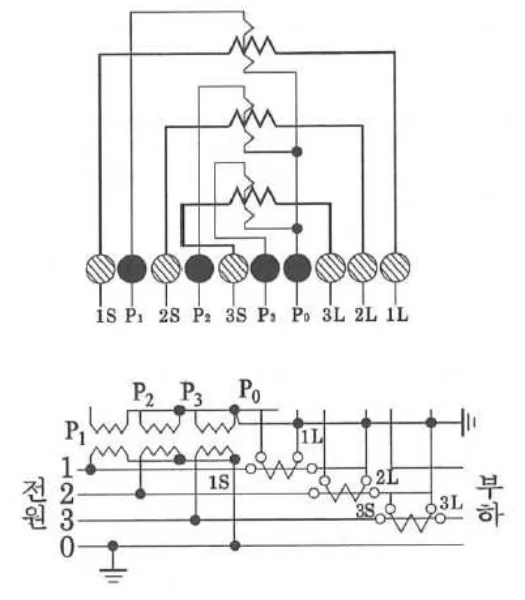 1S P₁ 2S P₂ 3S P₃ P₀ 3L 2L 1L
P₁ P₂ P₃ P₀
1L
1 1S
2 2L
3 3S 3L
0
전원
부하